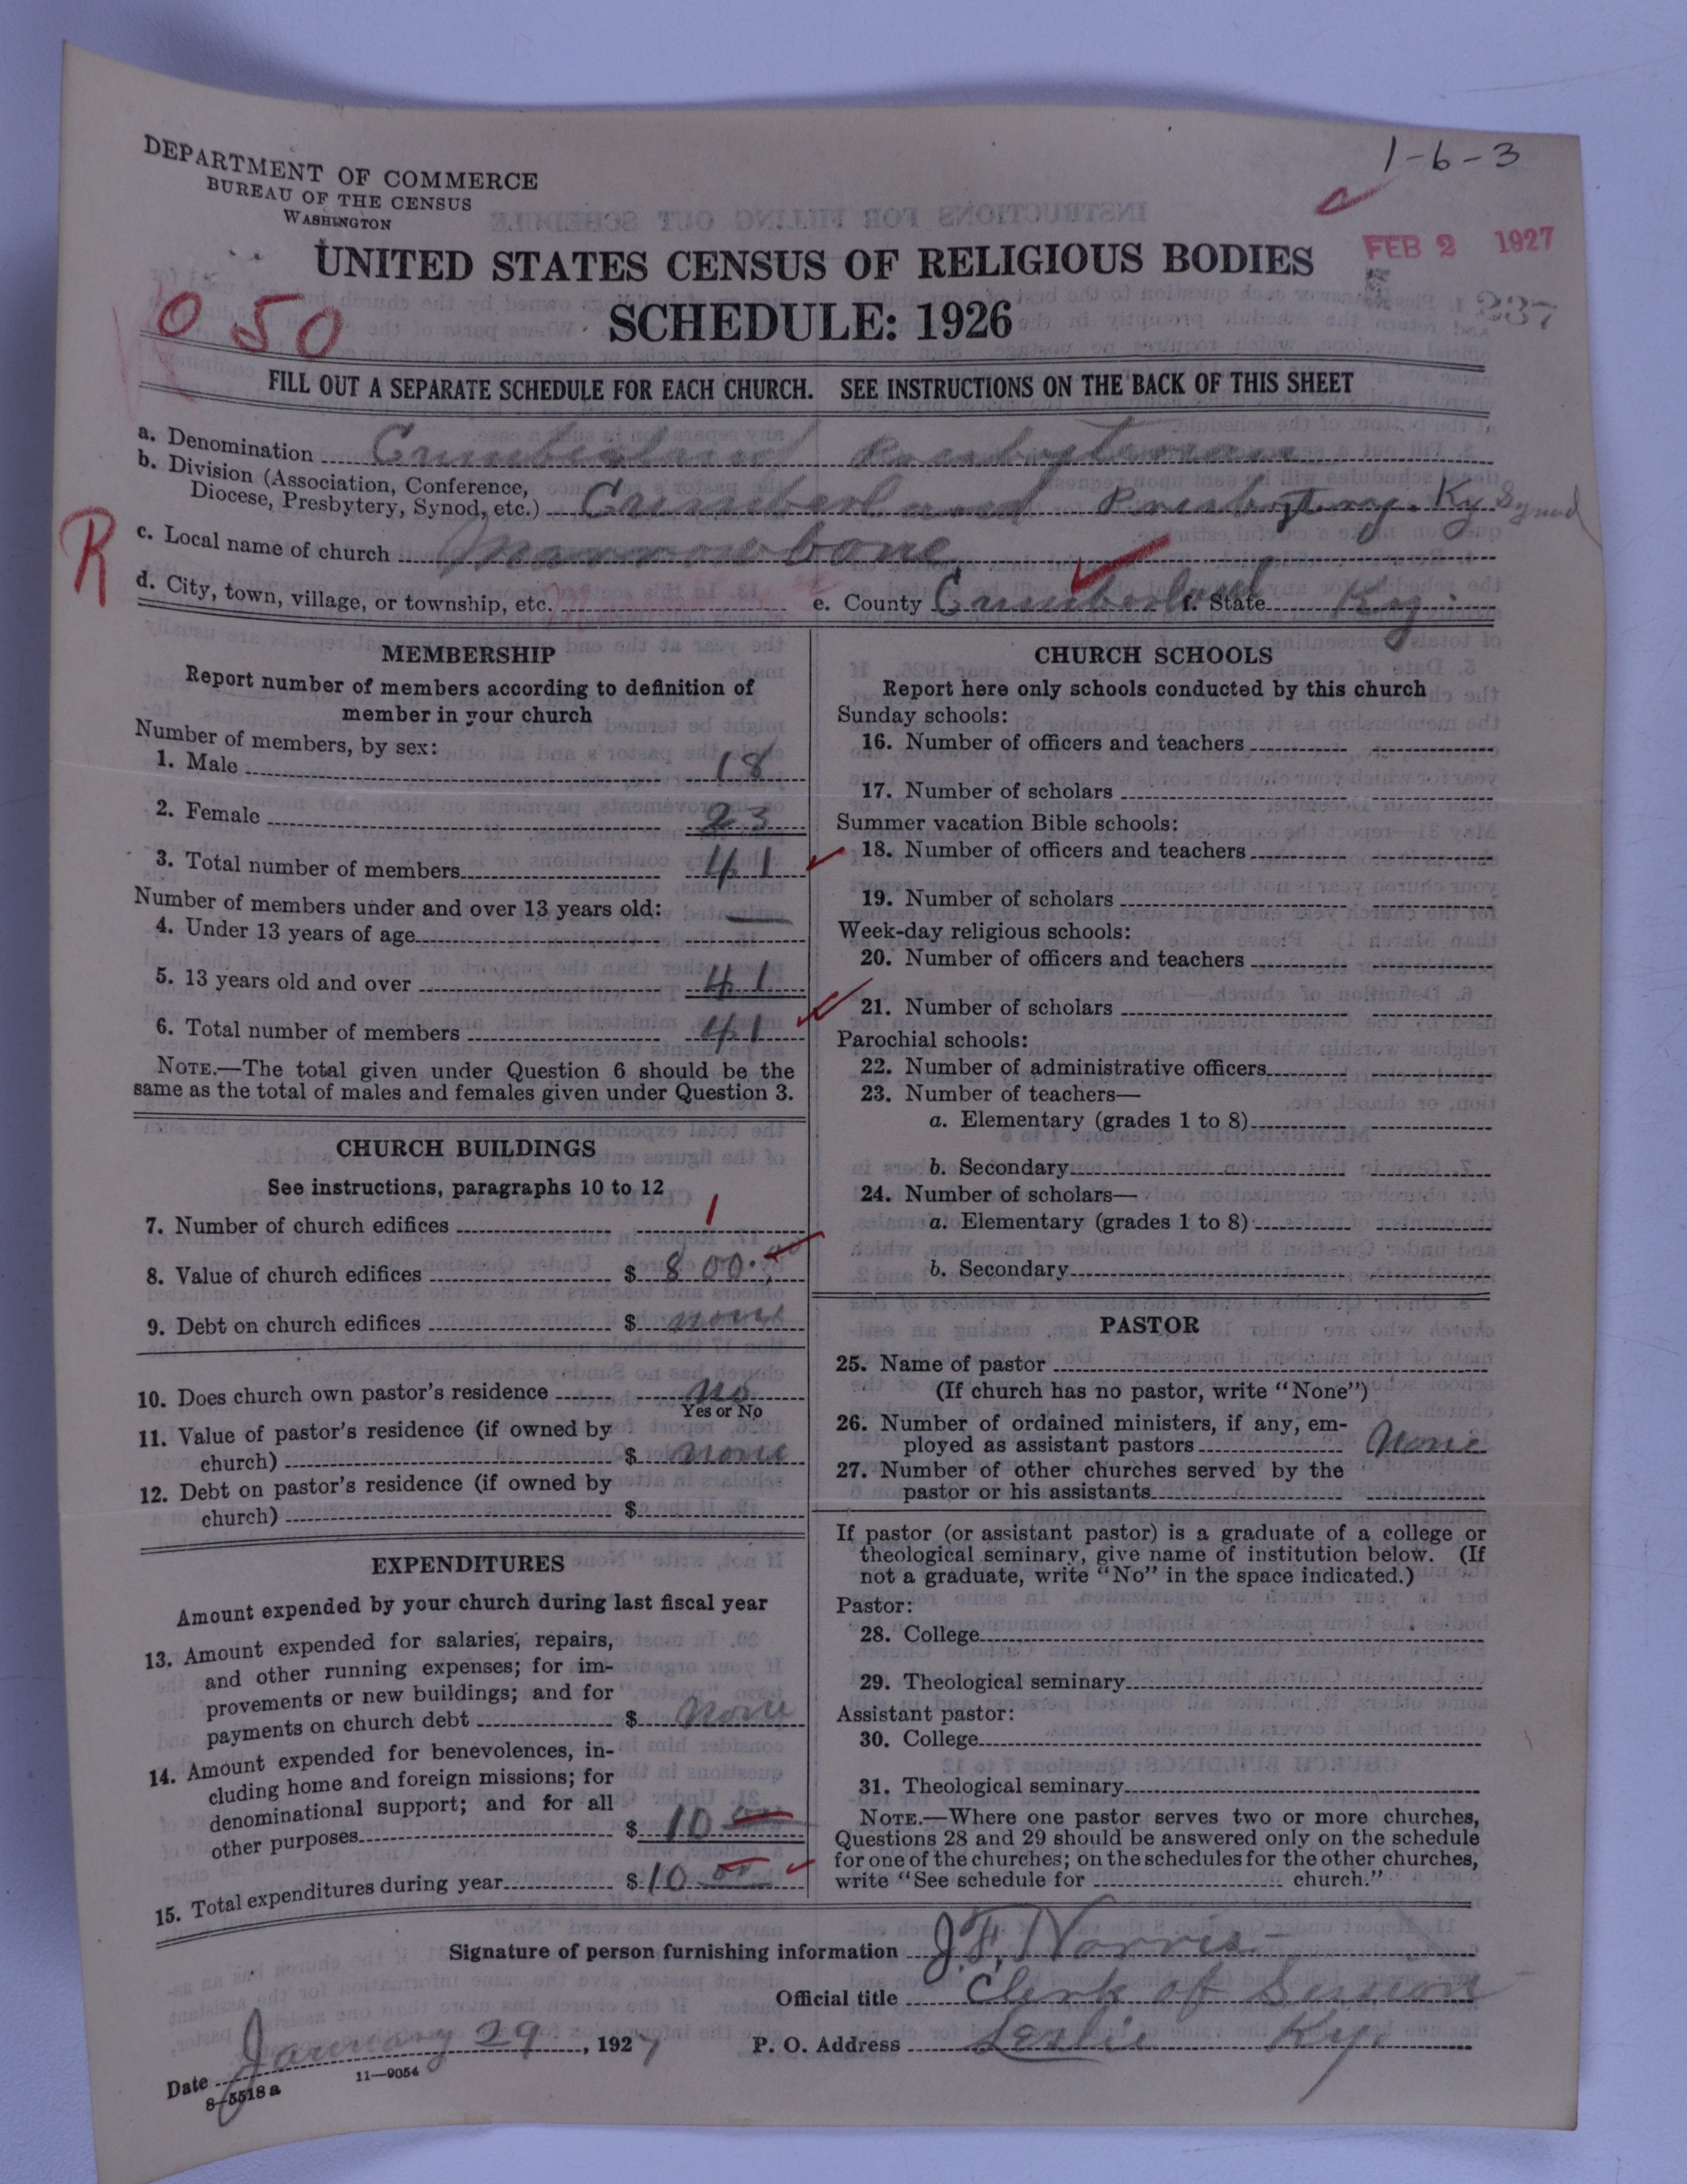 1-6-3
DEPARTMENT OF COMMERCE
BUREAU OF THE CENSUS
WASHINGTON
UNITED STATES CENSUS OF RELIGIOUS BODIES
FEB 2 1927
SCHEDULE: 1926
237
050
FILL OUT A SEPARATE SCHEDULE FOR EACH CHURCH. SEE INSTRUCTIONS ON THE BACK OF THIS SHEET
a. Denomination Cumberland Presbyterian
b. Division (Association, Conference,
Diocese, Presbytery, Synod, etc.) Cumberland Presbytery. Ky Synod
R
c. Local name of church Marrowbone
d. City, town, village, or township, etc. e. County Cumberland f. State Ky.
MEMBERSHIP
Report number of members according to definition of
member in your church
Number of members, by sex:
1. Male 18
2. Female 23
3. Total number of members 41
Number of members under and over 13 years old:
4. Under 13 years of age —
5. 13 years old and over 41
6. Total number of members 41
NOTE.—The total given under Question 6 should be the
same as the total of males and females given under Question 3.
CHURCH BUILDINGS
See instructions, paragraphs 10 to 12
7. Number of church edifices 1
8. Value of church edifices $ 800.00
9. Debt on church edifices $ none
10. Does church own pastor's residence no
Yes or No
11. Value of pastor's residence (if owned by
church) $ none
12. Debt on pastor's residence (if owned by
church) $
EXPENDITURES
Amount expended by your church during last fiscal year
13. Amount expended for salaries, repairs,
and other running expenses; for im-
provements or new buildings; and for
payments on church debt $ none
14. Amount expended for benevolences, in-
cluding home and foreign missions; for
denominational support; and for all
other purposes $ 10 00
15. Total expenditures during year $ 10 00
CHURCH SCHOOLS
Report here only schools conducted by this church
Sunday schools:
16. Number of officers and teachers
17. Number of scholars
Summer vacation Bible schools:
18. Number of officers and teachers
19. Number of scholars
Week-day religious schools:
20. Number of officers and teachers
21. Number of scholars
Parochial schools:
22. Number of administrative officers
23. Number of teachers—
a. Elementary (grades 1 to 8)
b. Secondary
24. Number of scholars—
a. Elementary (grades 1 to 8)
b. Secondary
PASTOR
25. Name of pastor
(If church has no pastor, write "None")
26. Number of ordained ministers, if any, em-
ployed as assistant pastors None
27. Number of other churches served by the
pastor or his assistants
If pastor (or assistant pastor) is a graduate of a college or
theological seminary, give name of institution below. (If
not a graduate, write "No" in the space indicated.)
Pastor:
28. College
29. Theological seminary
Assistant pastor:
30. College
31. Theological seminary
NOTE.—Where one pastor serves two or more churches,
Questions 28 and 29 should be answered only on the schedule
for one of the churches; on the schedules for the other churches,
write "See schedule for church."
Signature of person furnishing information J. F. Norris
Official title Clerk of Session
Date January 29, 1927 P. O. Address Leslie Ky.
8-5518a 11-9054